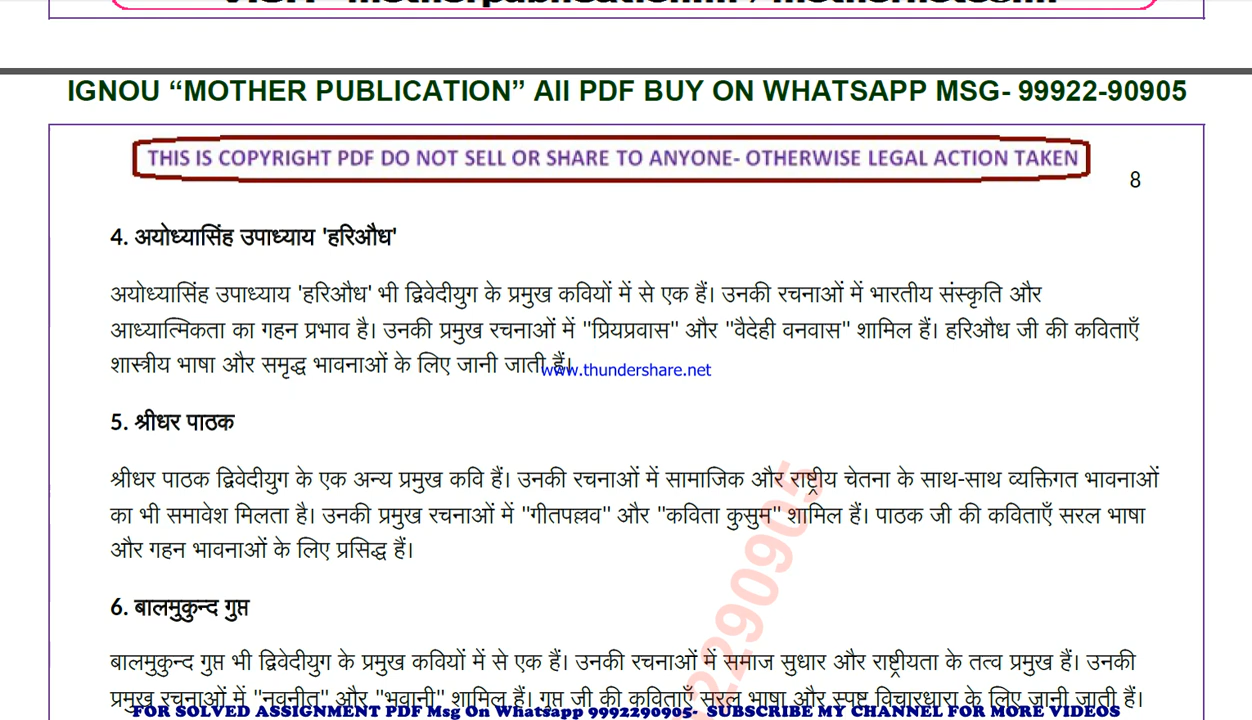 IGNOU “MOTHER PUBLICATION” All PDF BUY ON WHATSAPP MSG- 99922-90905
THIS IS COPYRIGHT PDF DO NOT SELL OR SHARE TO ANYONE- OTHERWISE LEGAL ACTION TAKEN
8
4. अयोध्यासिंह उपाध्याय 'हरिऔध'
अयोध्यासिंह उपाध्याय 'हरिऔध' भी द्विवेदीयुग के प्रमुख कवियों में से एक हैं। उनकी रचनाओं में भारतीय संस्कृति और
आध्यात्मिकता का गहन प्रभाव है। उनकी प्रमुख रचनाओं में "प्रियप्रवास" और "वैदेही वनवास" शामिल हैं। हरिऔध जी की कविताएँ
शास्त्रीय भाषा और समृद्ध भावनाओं के लिए जानी जाती हैं।
www.thundershare.net
5. श्रीधर पाठक
श्रीधर पाठक द्विवेदीयुग के एक अन्य प्रमुख कवि हैं। उनकी रचनाओं में सामाजिक और राष्ट्रीय चेतना के साथ-साथ व्यक्तिगत भावनाओं
का भी समावेश मिलता है। उनकी प्रमुख रचनाओं में "गीतपल्लव" और "कविता कुसुम" शामिल हैं। पाठक जी की कविताएँ सरल भाषा
और गहन भावनाओं के लिए प्रसिद्ध हैं।
6. बालमुकुन्द गुप्त
बालमुकुन्द गुप्त भी द्विवेदीयुग के प्रमुख कवियों में से एक हैं। उनकी रचनाओं में समाज सुधार और राष्ट्रीयता के तत्व प्रमुख हैं। उनकी
प्रमुख रचनाओं में "नवनीत" और "भवानी" शामिल हैं। गुप्त जी की कविताएँ सरल भाषा और स्पष्ट विचारधारा के लिए जानी जाती हैं।
FOR SOLVED ASSIGNMENT PDF Msg On Whatsapp 9992290905- SUBSCRIBE MY CHANNEL FOR MORE VIDEOS